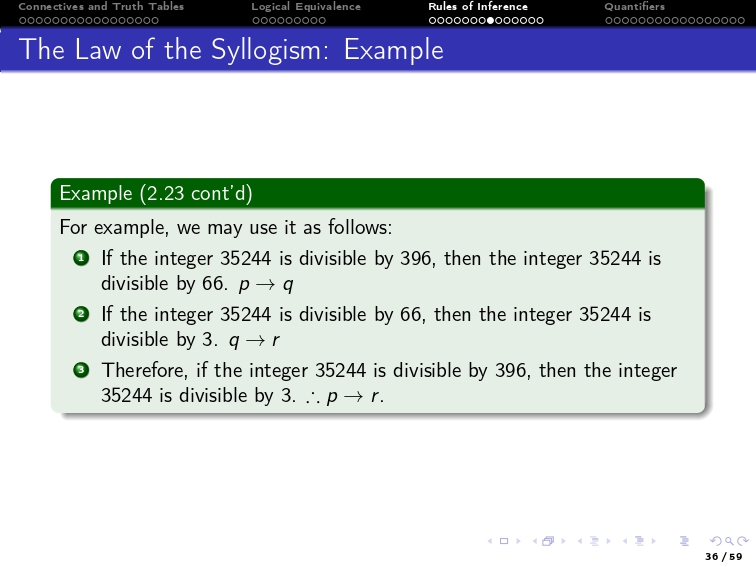 Connectives and Truth Tables Logical Equivalence Rules of Inference Quantifiers
The Law of the Syllogism: Example
Example (2.23 cont'd)
For example, we may use it as follows:
1 If the integer 35244 is divisible by 396, then the integer 35244 is
divisible by 66. p → q
2 If the integer 35244 is divisible by 66, then the integer 35244 is
divisible by 3. q → r
3 Therefore, if the integer 35244 is divisible by 396, then the integer
35244 is divisible by 3. ∴ p → r.
36 / 59